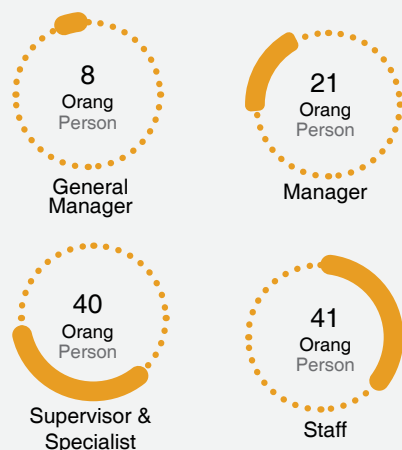 8
Orang
Person
General
Manager
21
Orang
Person
Manager
40
Orang
Person
Supervisor &
Specialist
41
Orang
Person
Staff